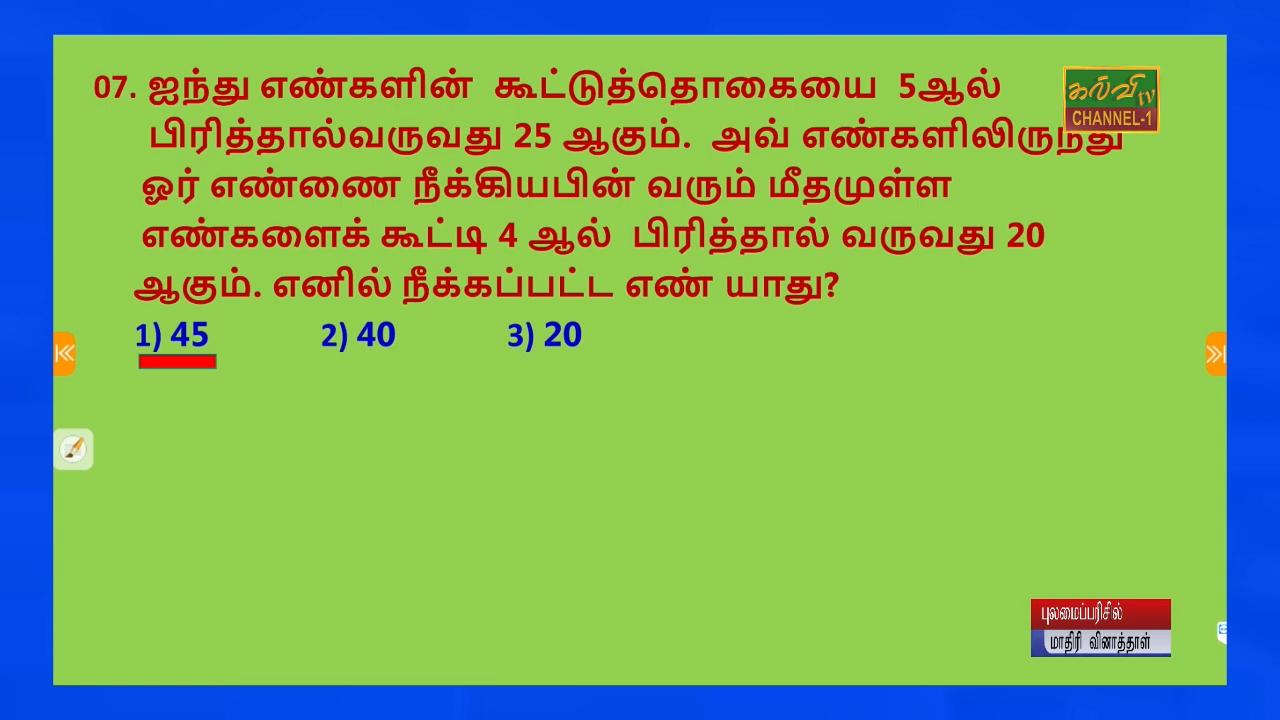 07. ஐந்து எண்களின் கூட்டுத்தொகையை 5ஆல்
பிரித்தால்வருவது 25 ஆகும். அவ் எண்களிலிருந்து
ஓர் எண்ணை நீக்கியபின் வரும் மீதமுள்ள
எண்களைக் கூட்டி 4 ஆல் பிரித்தால் வருவது 20
ஆகும். எனில் நீக்கப்பட்ட எண் யாது?
1) 45 2) 40 3) 20
கல்வி tv
CHANNEL-1
புலமைப்பரிசில்
மாதிரி வினாத்தாள்